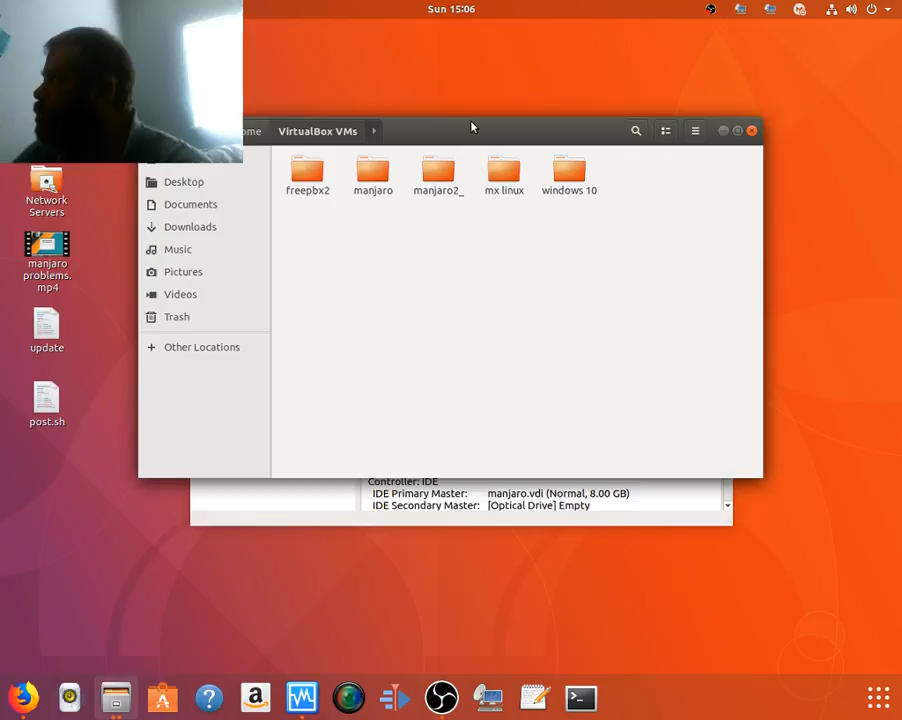 Sun 15:06
ome
VirtualBox VMs
Desktop
Documents
Downloads
Music
Pictures
Videos
Trash
+ Other Locations
freepbx2
manjaro
manjaro2_
mx linux
windows 10
Network
Servers
manjaro
problems.
mp4
update
post.sh
Controller: IDE
IDE Primary Master: manjaro.vdi (Normal, 8.00 GB)
IDE Secondary Master: [Optical Drive] Empty